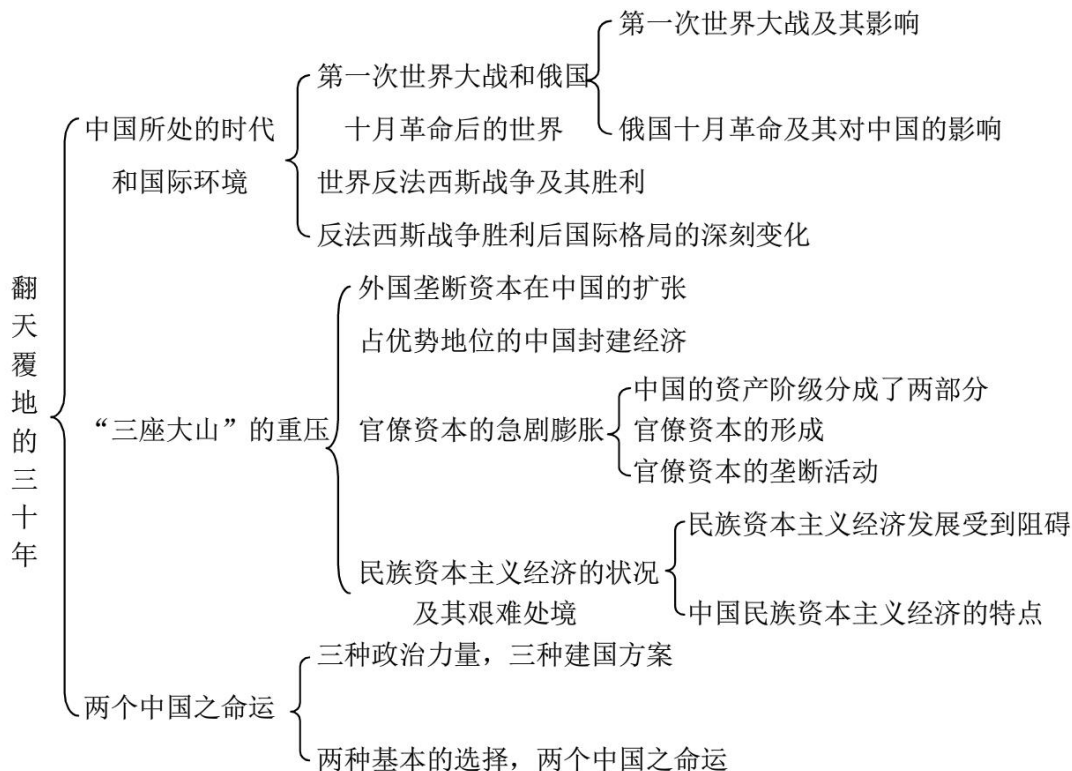 翻天覆地的三十年
中国所处的时代
和国际环境
第一次世界大战和俄国
十月革命后的世界
第一次世界大战及其影响
俄国十月革命及其对中国的影响
世界反法西斯战争及其胜利
反法西斯战争胜利后国际格局的深刻变化
“三座大山”的重压
外国垄断资本在中国的扩张
占优势地位的中国封建经济
官僚资本的急剧膨胀
中国的资产阶级分成了两部分
官僚资本的形成
官僚资本的垄断活动
民族资本主义经济的状况
及其艰难处境
民族资本主义经济发展受到阻碍
中国民族资本主义经济的特点
两个中国之命运
三种政治力量，三种建国方案
两种基本的选择，两个中国之命运